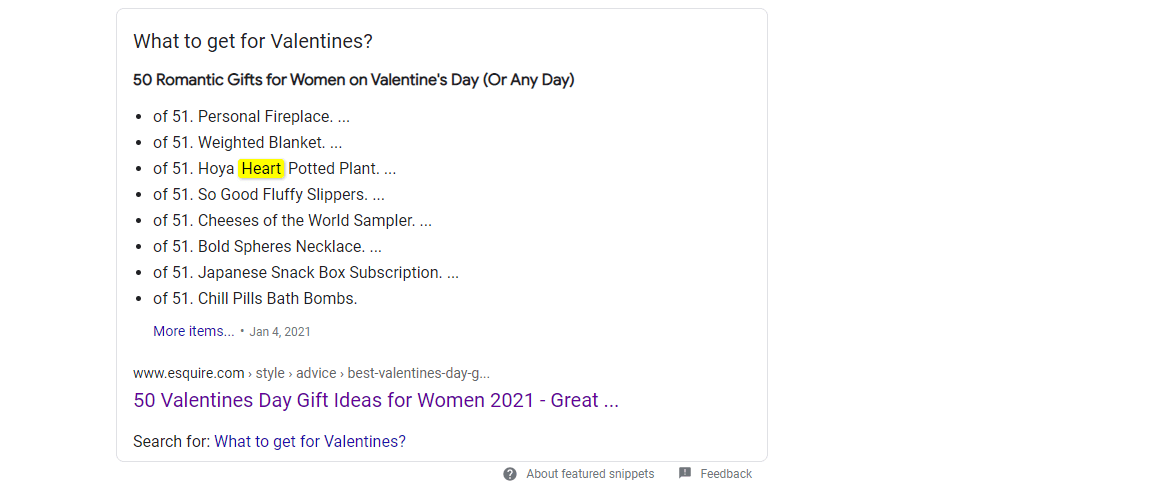 What to get for Valentines?
50 Romantic Gifts for Women on Valentine's Day (Or Any Day)
• of 51. Personal Fireplace. ...
• of 51. Weighted Blanket. ...
• of 51. Hoya Heart Potted Plant. ...
• of 51. So Good Fluffy Slippers. ...
• of 51. Cheeses of the World Sampler. ...
• of 51. Bold Spheres Necklace. ...
• of 51. Japanese Snack Box Subscription. ...
• of 51. Chill Pills Bath Bombs.
More items... • Jan 4, 2021
www.esquire.com › style › advice › best-valentines-day-g...
50 Valentines Day Gift Ideas for Women 2021 - Great ...
Search for: What to get for Valentines?
About featured snippets Feedback